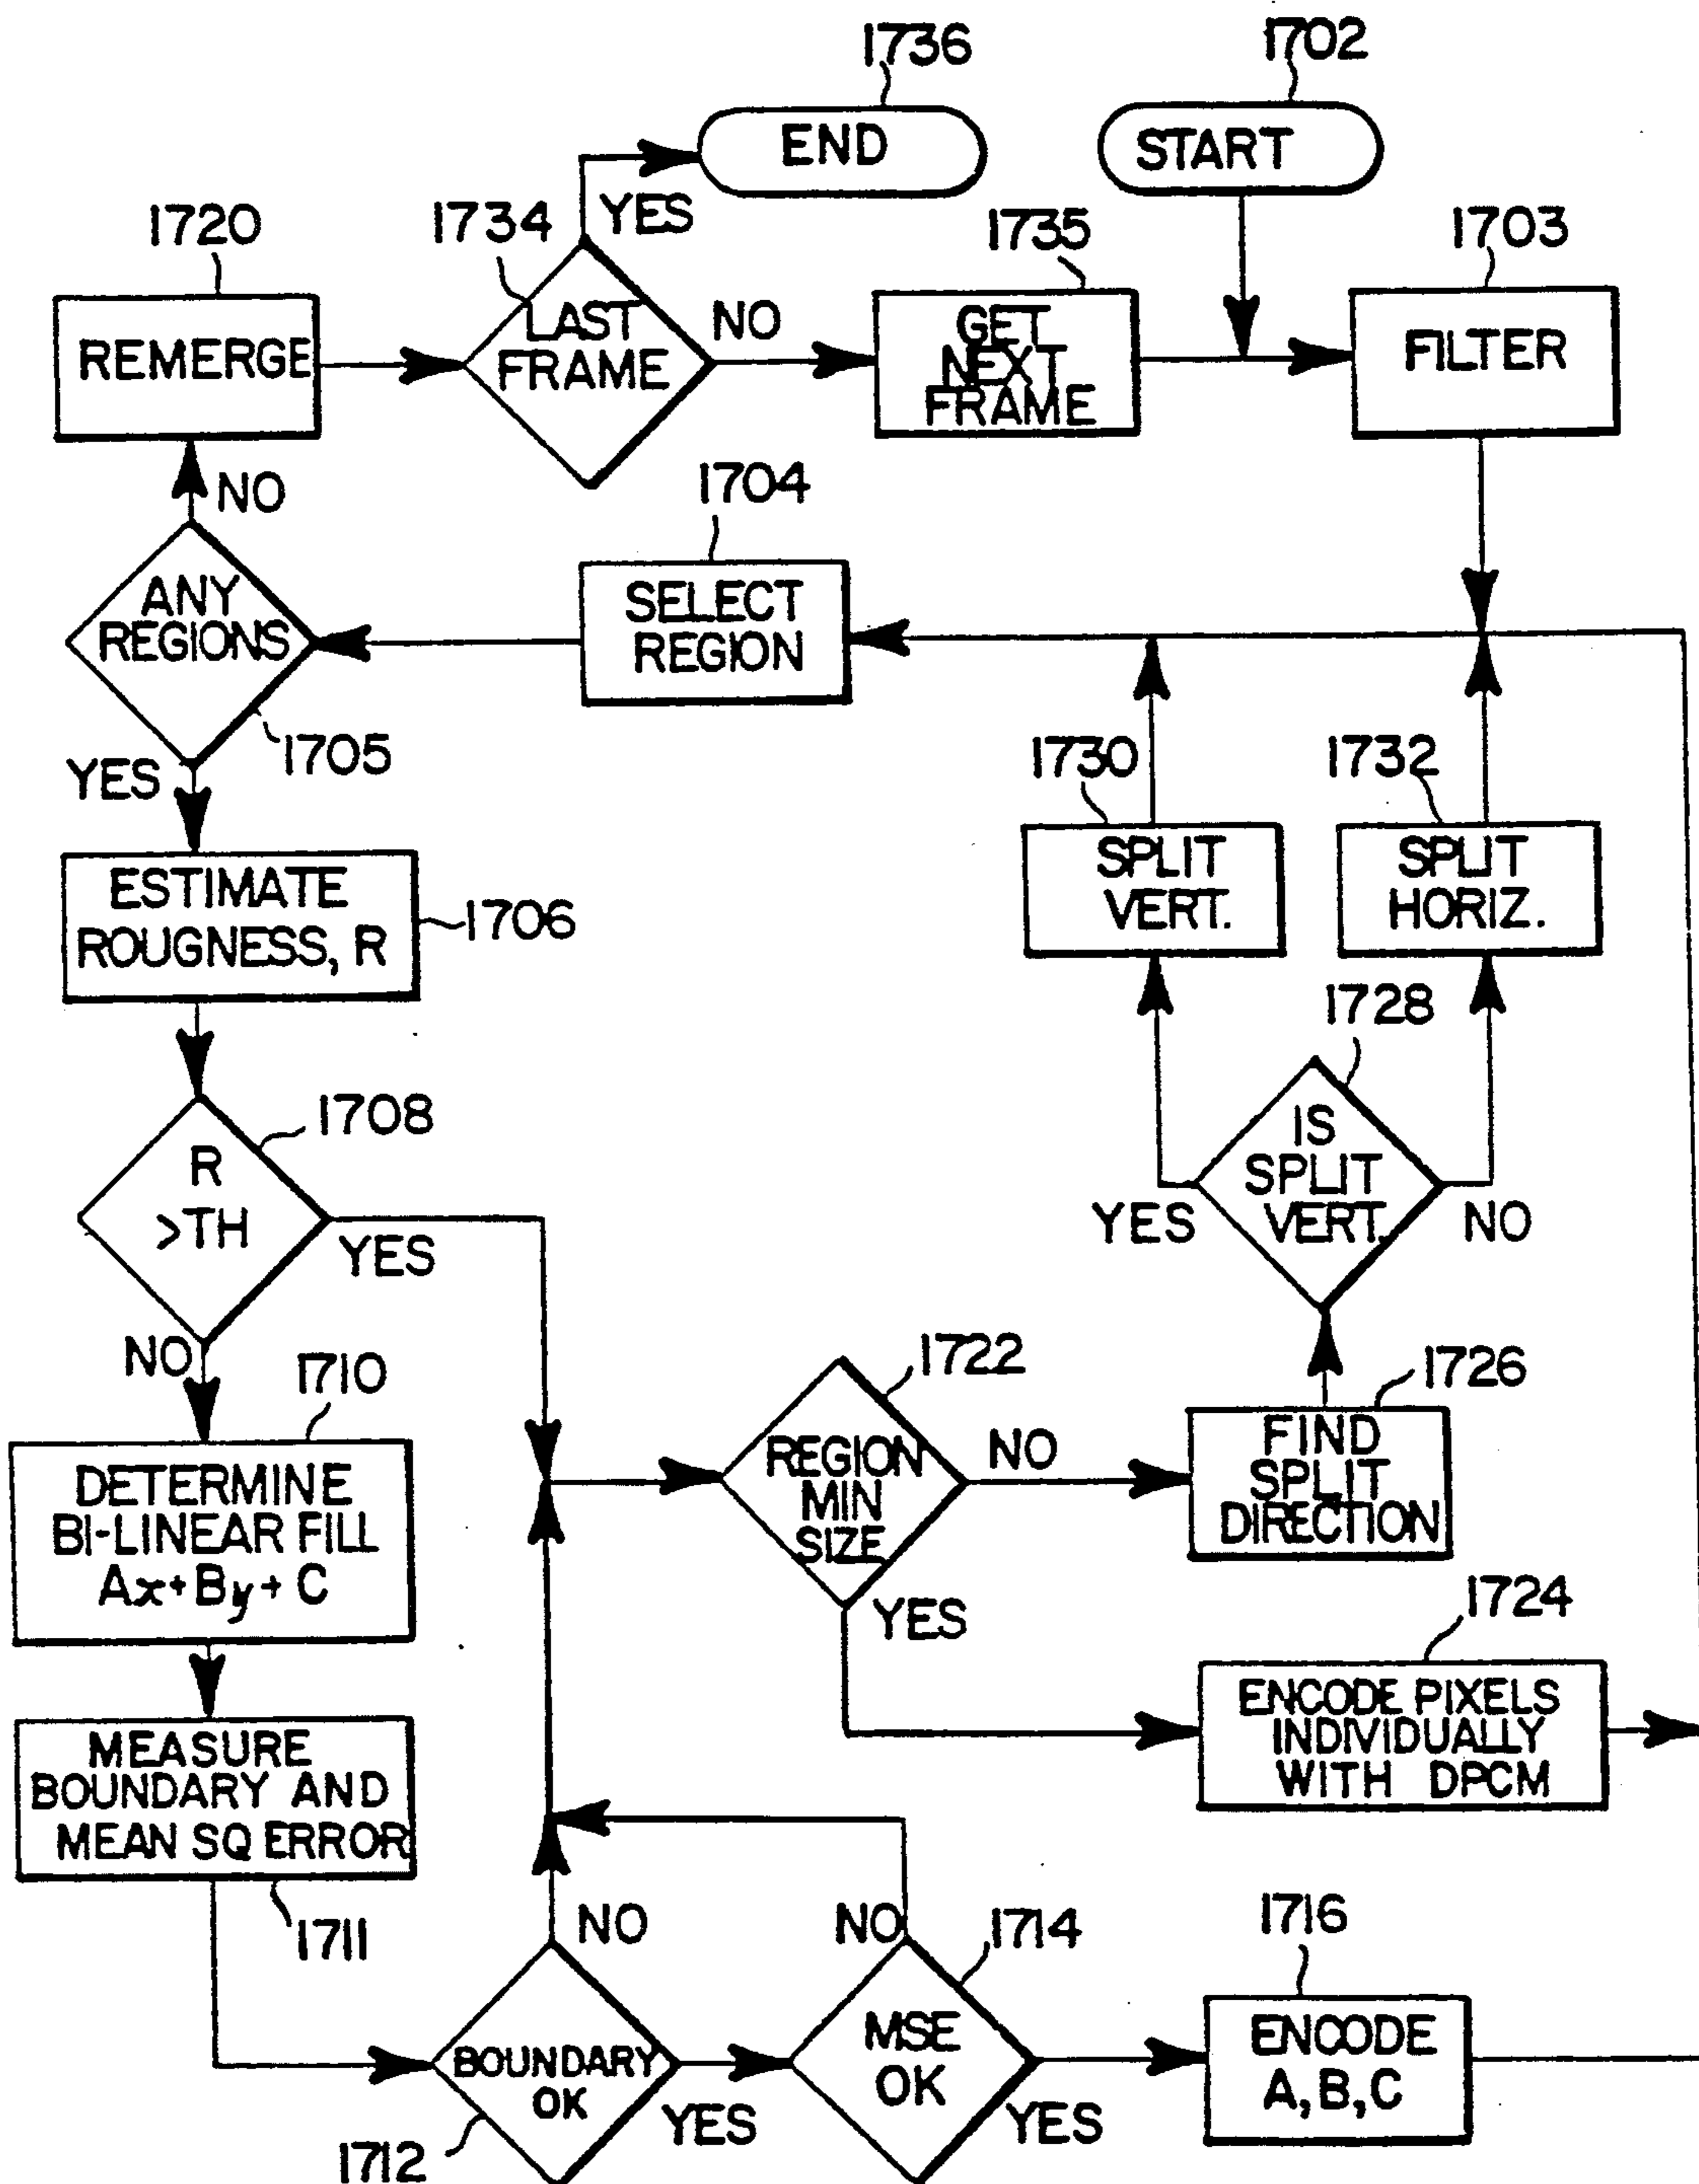 1736
1702
END
START
1720
1734
YES
1735
1703
REMERGE
LAST
FRAME
NO
GET
NEXT
FRAME
FILTER
NO
1704
ANY
REGIONS
SELECT
REGION
1705
YES
1730
1732
ESTIMATE
ROUGNESS, R
1706
SPLIT
VERT.
SPLIT
HORIZ.
1728
1708
R
>TH
YES
IS
SPLIT
VERT.
YES
NO
NO
1710
1722
1726
DETERMINE
BI-LINEAR FILL
Ax+By+C
REGION
MIN
SIZE
NO
FIND
SPLIT
DIRECTION
YES
1724
MEASURE
BOUNDARY AND
MEAN SQ ERROR
ENCODE PIXELS
INDIVIDUALLY
WITH DPCM
1711
NO
NO
1714
1716
BOUNDARY
OK
YES
MSE
OK
YES
ENCODE
A, B, C
1712